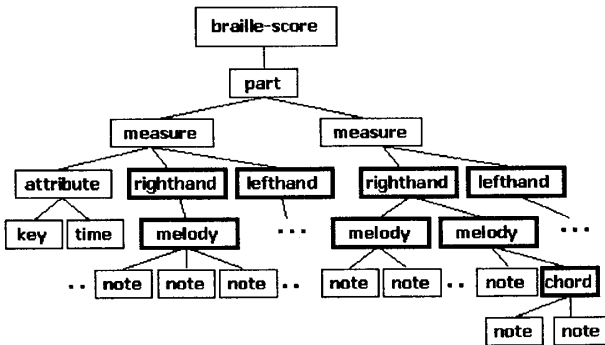 braille-score
part
measure measure
attribute righthand lefthand righthand lefthand
key time melody ... melody melody ...
.. note note note .. note note .. note chord
note note